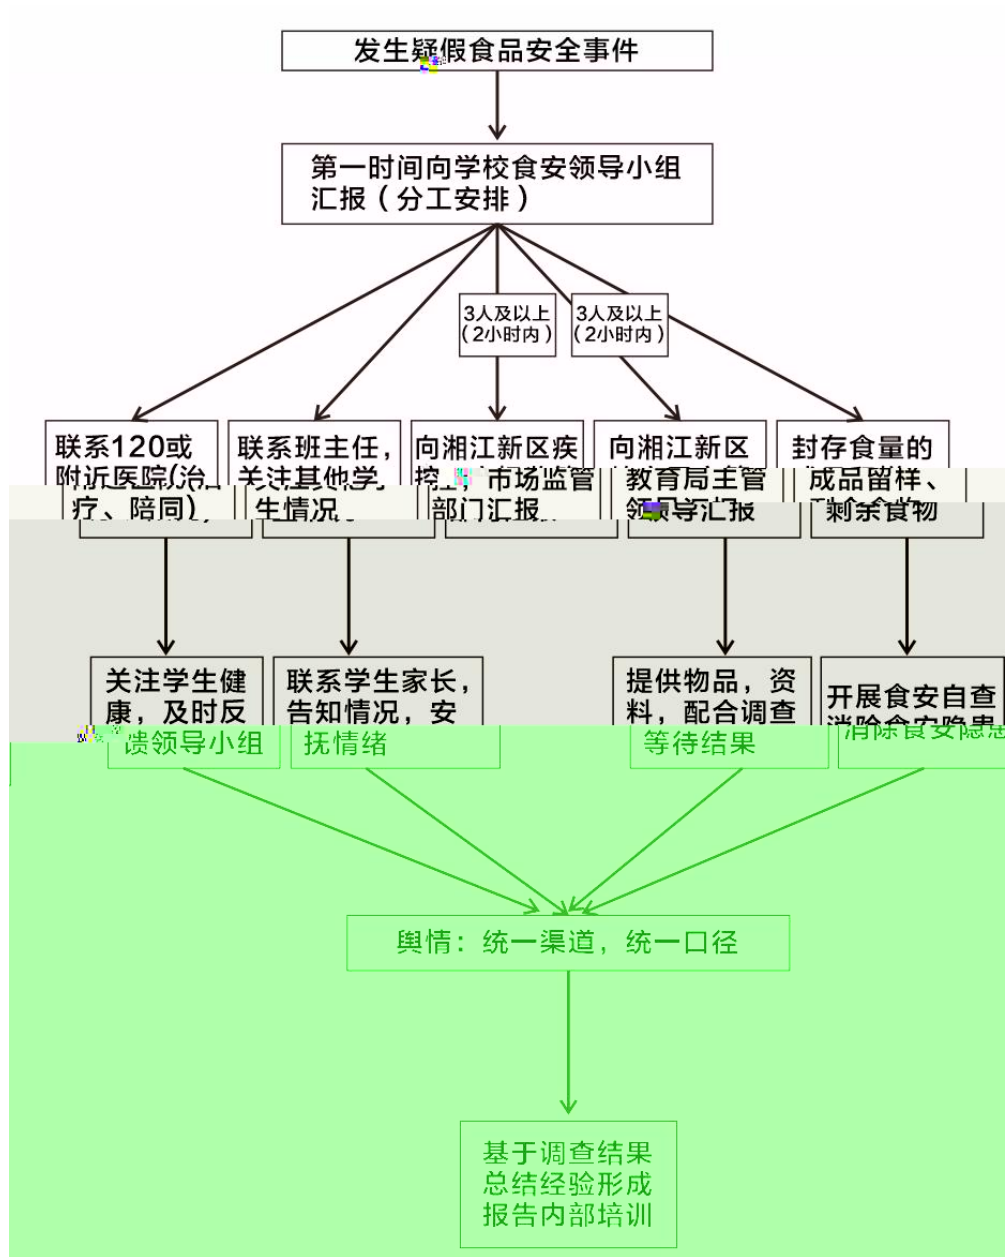 发生疑假食品安全事件
第一时间向学校食安领导小组
汇报（分工安排）
3人及以上
（2小时内）
3人及以上
（2小时内）
联系120或
附近医院(治
疗、陪同)
联系班主任，
关注其他学
生情况
向湘江新区疾
控，市场监管
部门汇报
向湘江新区
教育局主管
领导汇报
封存食量的
成品留样、
剩余食物
关注学生健
康，及时反
馈领导小组
联系学生家长，
告知情况，安
抚情绪
提供物品，资
料，配合调查
等待结果
开展食安自查
消除食安隐患
舆情：统一渠道，统一口径
基于调查结果
总结经验形成
报告内部培训